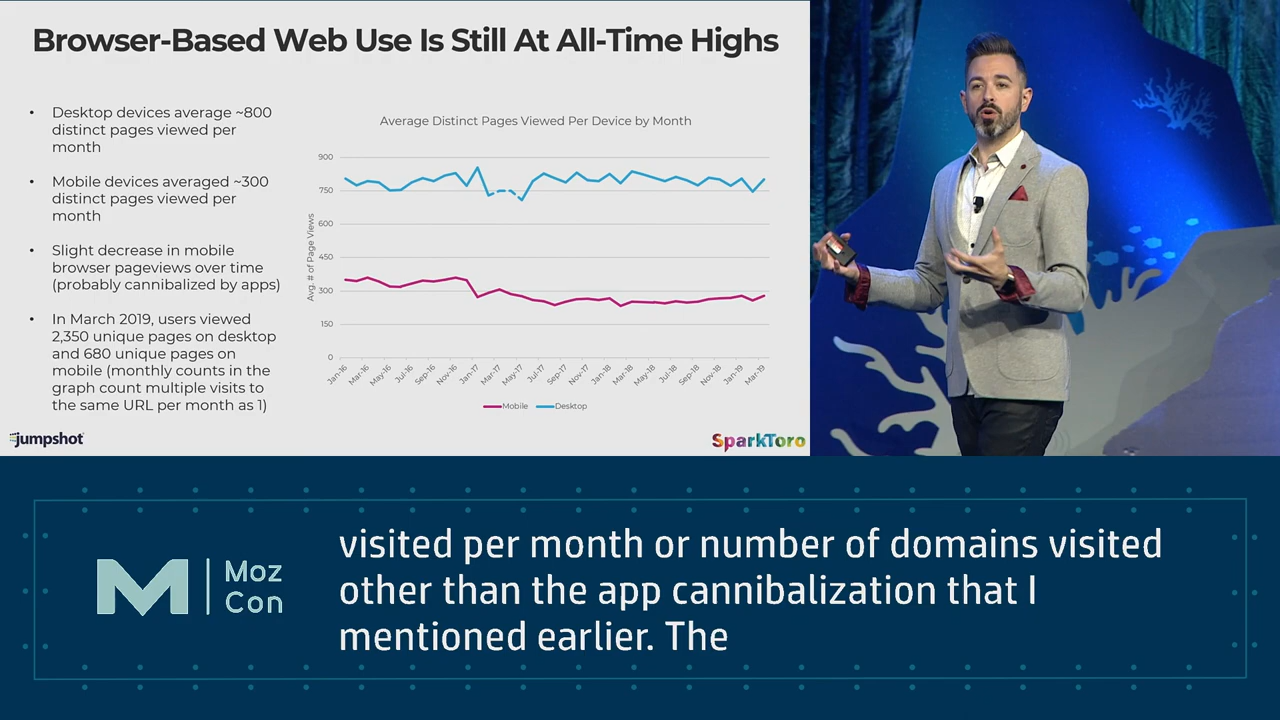 Browser-Based Web Use Is Still At All-Time Highs
• Desktop devices average ~800
distinct pages viewed per
month
• Mobile devices averaged ~300
distinct pages viewed per
month
• Slight decrease in mobile
browser pageviews over time
(probably cannibalized by apps)
• In March 2019, users viewed
2,350 unique pages on desktop
and 680 unique pages on
mobile (monthly counts in the
graph count multiple visits to
the same URL per month as 1)
Average Distinct Pages Viewed Per Device by Month
Avg. # of Page Views
900
750
600
450
300
150
0
Jan-16
Mar-16
May-16
Jul-16
Sep-16
Nov-16
Jan-17
Mar-17
May-17
Jul-17
Sep-17
Nov-17
Jan-18
Mar-18
May-18
Jul-18
Sep-18
Nov-18
Jan-19
Mar-19
Mobile Desktop
jumpshot
SparkToro
M
Moz
Con
visited per month or number of domains visited
other than the app cannibalization that I
mentioned earlier. The